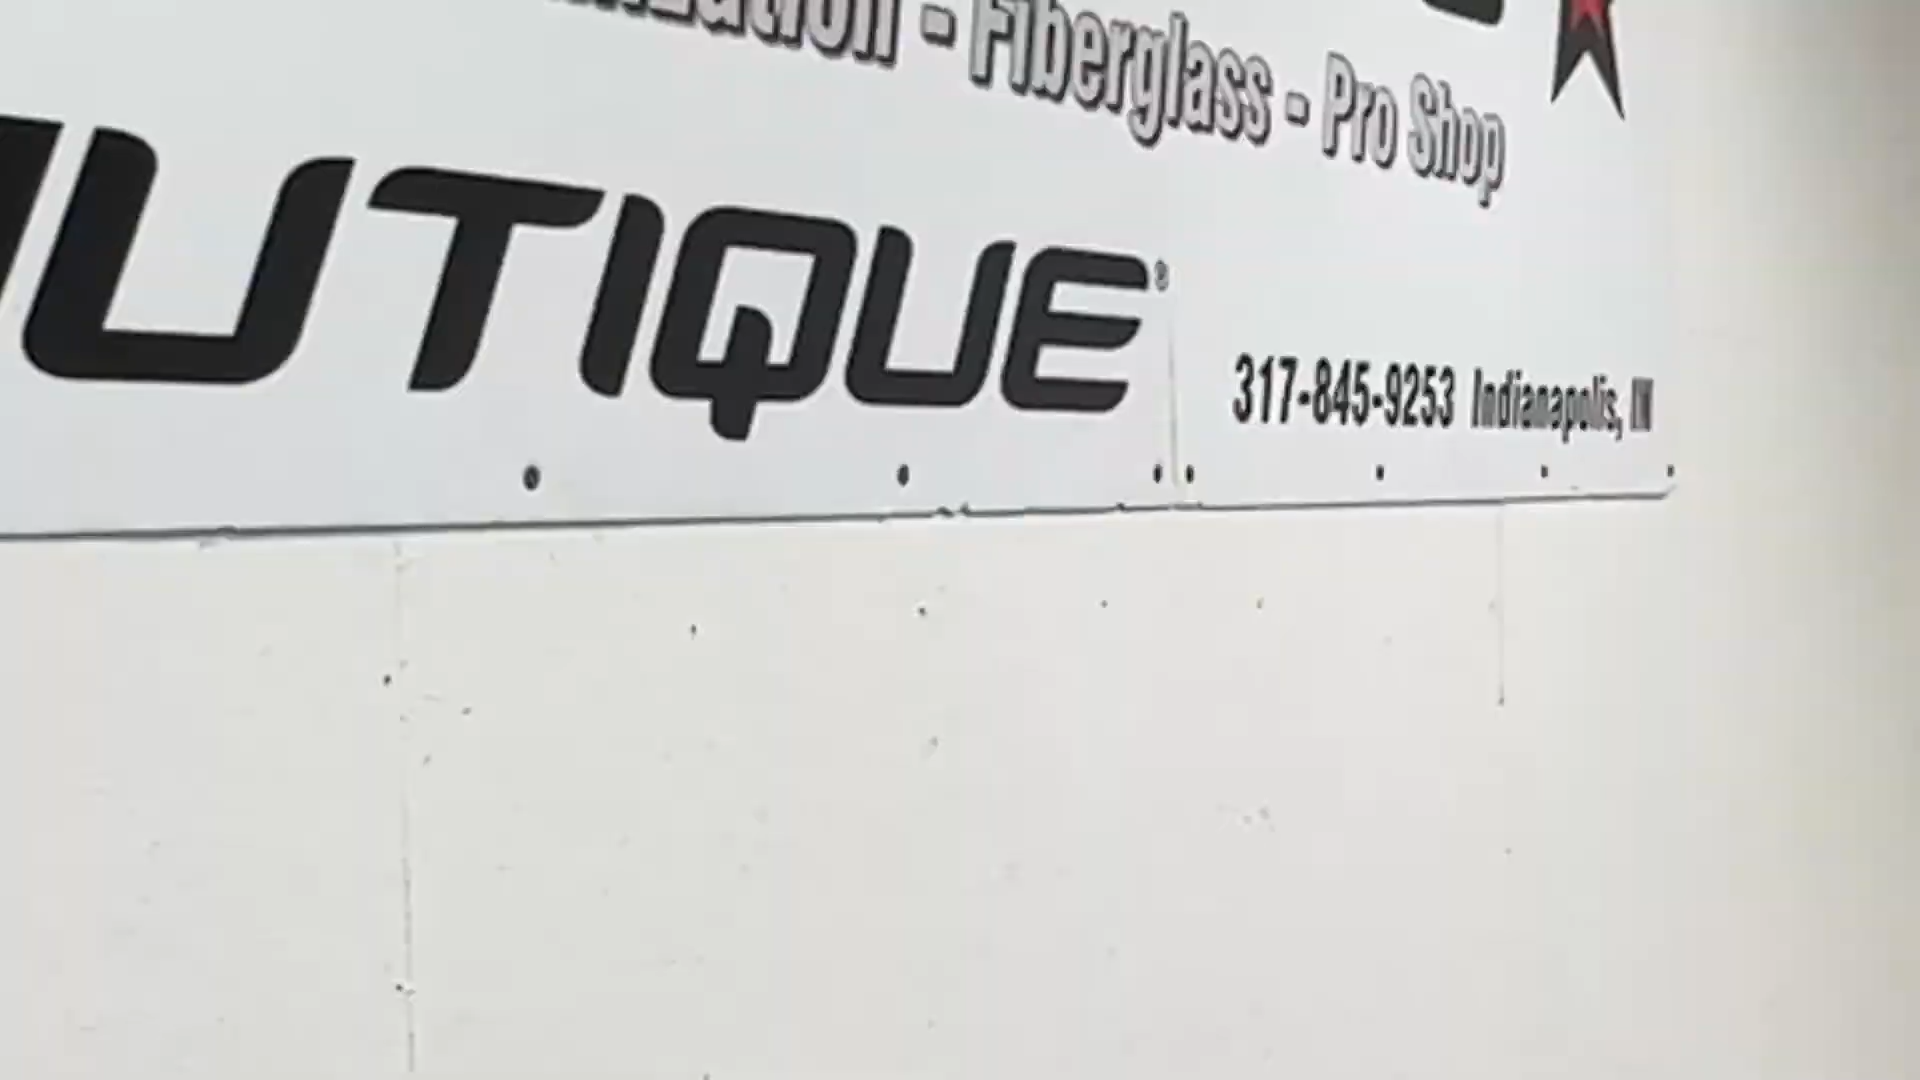 - Fiberglass - Pro Shop
UTIQUE®
317-845-9253 Indianapolis, IN